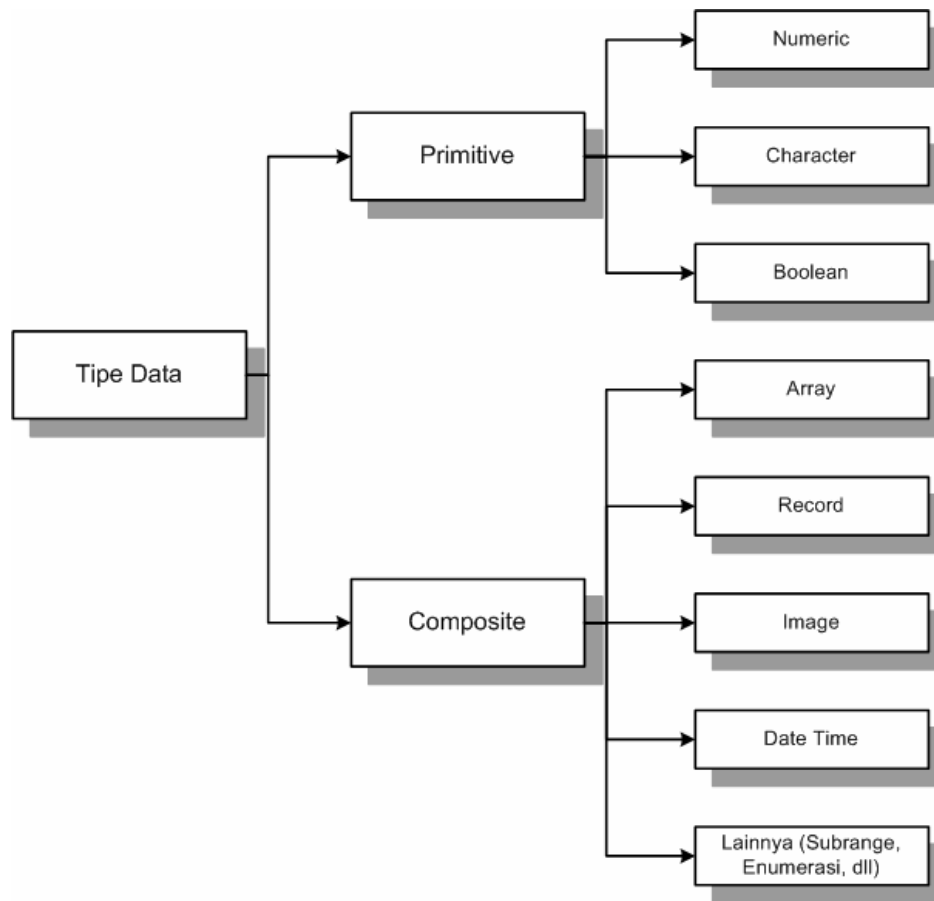 Tipe Data
Primitive
Numeric
Character
Boolean
Composite
Array
Record
Image
Date Time
Lainnya (Subrange,
Enumerasi, dll)